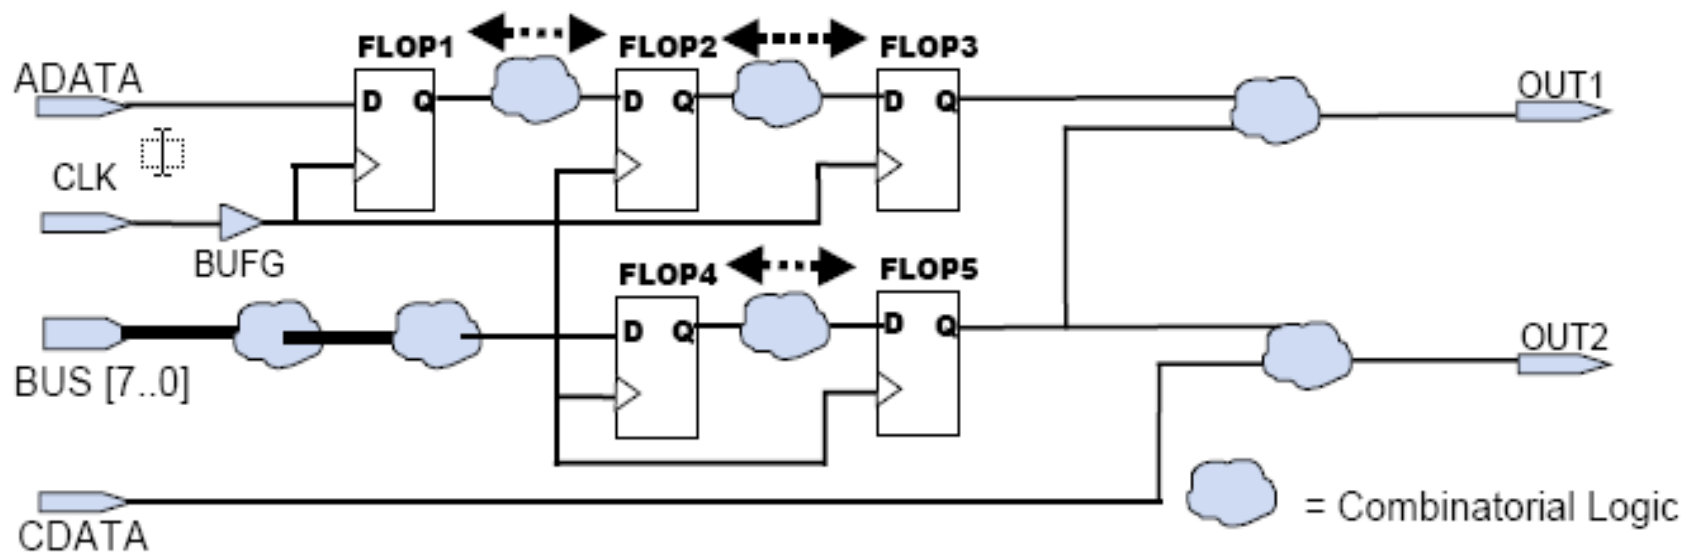 FLOP1
FLOP2
FLOP3
ADATA
D Q
D Q
D Q
OUT1
CLK
BUFG
FLOP4
FLOP5
D Q
D Q
OUT2
BUS [7..0]
CDATA
= Combinatorial Logic